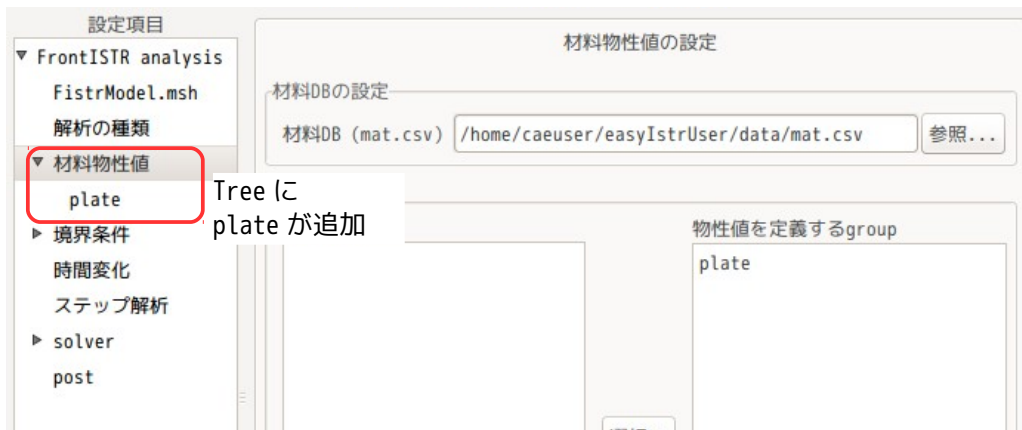 設定項目
▼ FrontISTR analysis
FistrModel.msh
解析の種類
▼ 材料物性値
plate
▶ 境界条件
時間変化
ステップ解析
▶ solver
post
Tree に
plate が追加
材料物性値の設定
材料DBの設定
材料DB (mat.csv) /home/caeuser/easyIstrUser/data/mat.csv 参照...
物性値を定義するgroup
plate